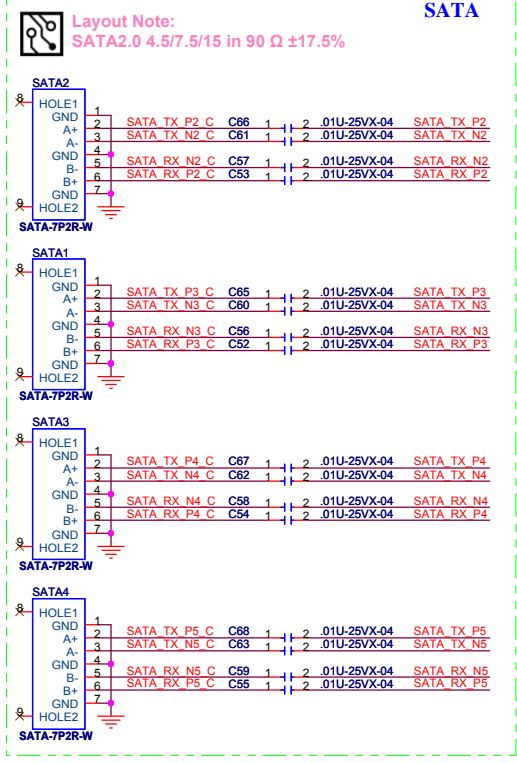 SATA
Layout Note:
SATA2.0 4.5/7.5/15 in 90 Ω ±17.5%
SATA2
8 HOLE1
GND 1
A+ 2 SATA_TX_P2_C C66 1 2 .01U-25VX-04 SATA_TX_P2
A- 3 SATA_TX_N2_C C61 1 2 .01U-25VX-04 SATA_TX_N2
GND 4
B- 5 SATA_RX_N2_C C57 1 2 .01U-25VX-04 SATA_RX_N2
B+ 6 SATA_RX_P2_C C53 1 2 .01U-25VX-04 SATA_RX_P2
GND 7
9 HOLE2
SATA-7P2R-W
SATA1
8 HOLE1
GND 1
A+ 2 SATA_TX_P3_C C65 1 2 .01U-25VX-04 SATA_TX_P3
A- 3 SATA_TX_N3_C C60 1 2 .01U-25VX-04 SATA_TX_N3
GND 4
B- 5 SATA_RX_N3_C C56 1 2 .01U-25VX-04 SATA_RX_N3
B+ 6 SATA_RX_P3_C C52 1 2 .01U-25VX-04 SATA_RX_P3
GND 7
9 HOLE2
SATA-7P2R-W
SATA3
8 HOLE1
GND 1
A+ 2 SATA_TX_P4_C C67 1 2 .01U-25VX-04 SATA_TX_P4
A- 3 SATA_TX_N4_C C62 1 2 .01U-25VX-04 SATA_TX_N4
GND 4
B- 5 SATA_RX_N4_C C58 1 2 .01U-25VX-04 SATA_RX_N4
B+ 6 SATA_RX_P4_C C54 1 2 .01U-25VX-04 SATA_RX_P4
GND 7
9 HOLE2
SATA-7P2R-W
SATA4
8 HOLE1
GND 1
A+ 2 SATA_TX_P5_C C68 1 2 .01U-25VX-04 SATA_TX_P5
A- 3 SATA_TX_N5_C C63 1 2 .01U-25VX-04 SATA_TX_N5
GND 4
B- 5 SATA_RX_N5_C C59 1 2 .01U-25VX-04 SATA_RX_N5
B+ 6 SATA_RX_P5_C C55 1 2 .01U-25VX-04 SATA_RX_P5
GND 7
9 HOLE2
SATA-7P2R-W